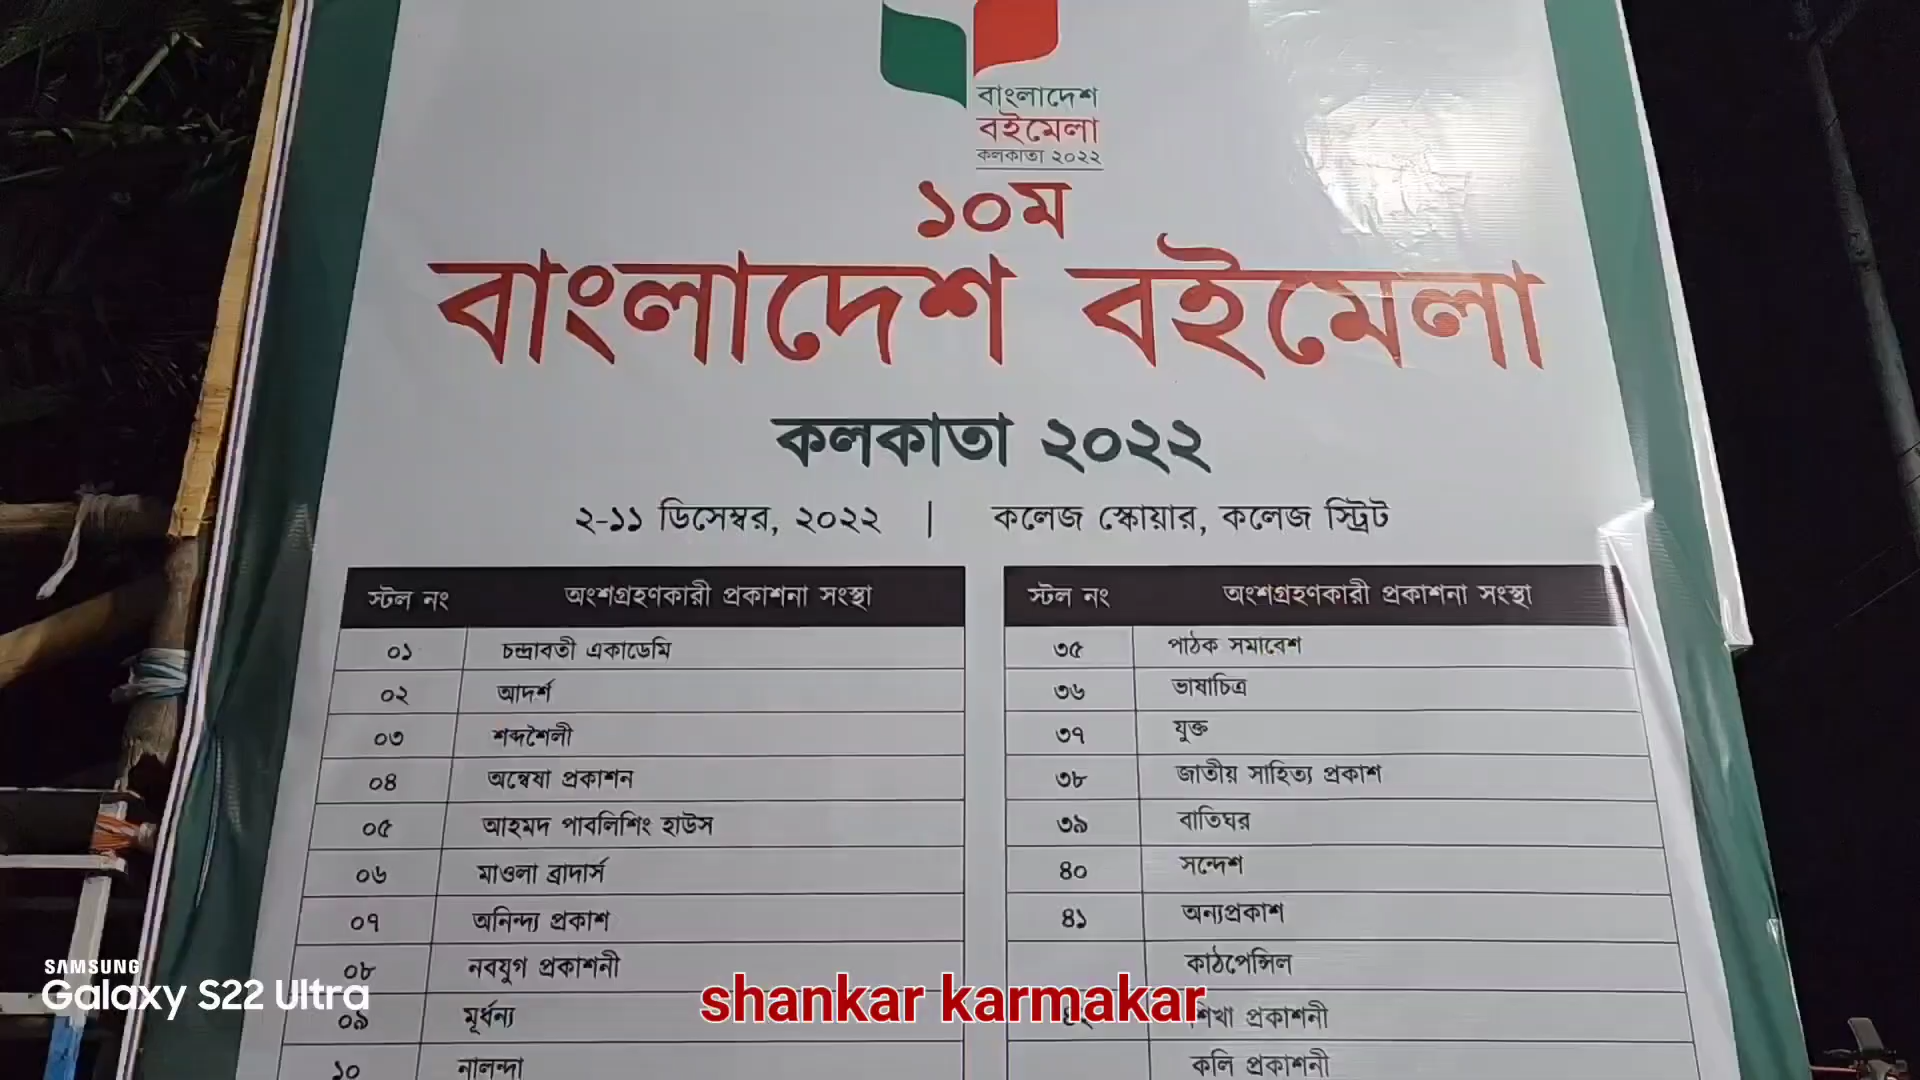 বাংলাদেশ
বইমেলা
কলকাতা ২০২২
১০ম
বাংলাদেশ বইমেলা
কলকাতা ২০২২
২-১১ ডিসেম্বর, ২০২২ | কলেজ স্কোয়ার, কলেজ স্ট্রিট
স্টল নং অংশগ্রহণকারী প্রকাশনা সংস্থা
০১ চন্দ্রাবতী একাডেমি
০২ আদর্শ
০৩ শব্দশৈলী
০৪ অন্বেষা প্রকাশন
০৫ আহমদ পাবলিশিং হাউস
০৬ মাওলা ব্রাদার্স
০৭ অনিন্দ্য প্রকাশ
০৮ নবযুগ প্রকাশনী
০৯ মূর্ধন্য
১০ নালন্দা
স্টল নং অংশগ্রহণকারী প্রকাশনা সংস্থা
৩৫ পাঠক সমাবেশ
৩৬ ভাষাচিত্র
৩৭ যুক্ত
৩৮ জাতীয় সাহিত্য প্রকাশ
৩৯ বাতিঘর
৪০ সন্দেশ
৪১ অন্যপ্রকাশ
কাঠপেন্সিল
প্রকাশনী
কলি প্রকাশনী
SAMSUNG
Galaxy S22 Ultra
shankar karmakar